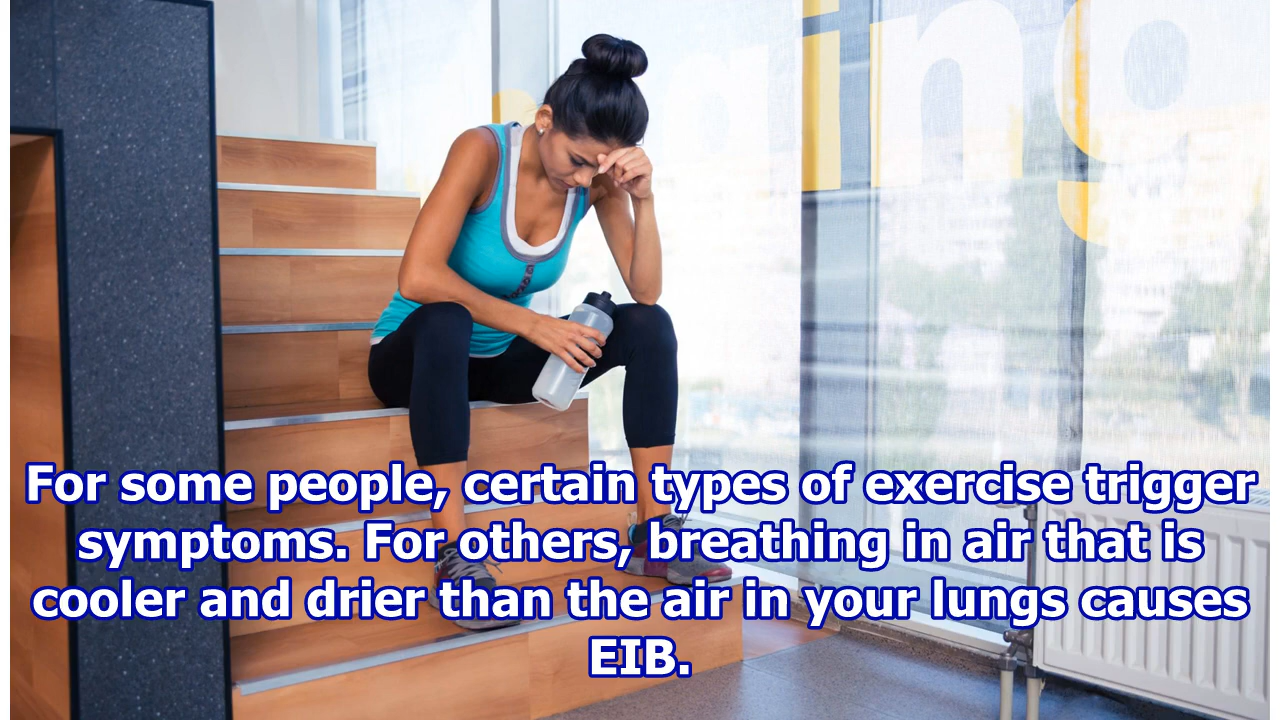 ing
For some people, certain types of exercise trigger
symptoms. For others, breathing in air that is
cooler and drier than the air in your lungs causes
EIB.